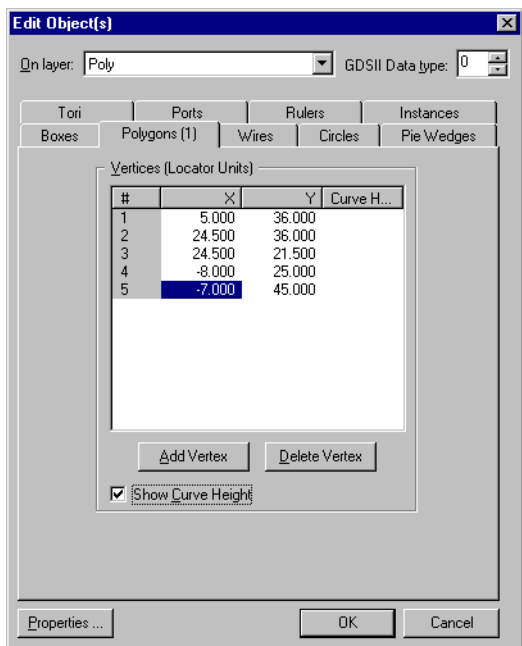 Edit Object(s)
On layer: Poly GDSII Data type: 0
Tori Ports Rulers Instances
Boxes Polygons (1) Wires Circles Pie Wedges
Vertices (Locator Units)
# X Y Curve H...
1 5.000 36.000
2 24.500 36.000
3 24.500 21.500
4 -8.000 25.000
5 -7.000 45.000
Add Vertex Delete Vertex
Show Curve Height
Properties ... OK Cancel